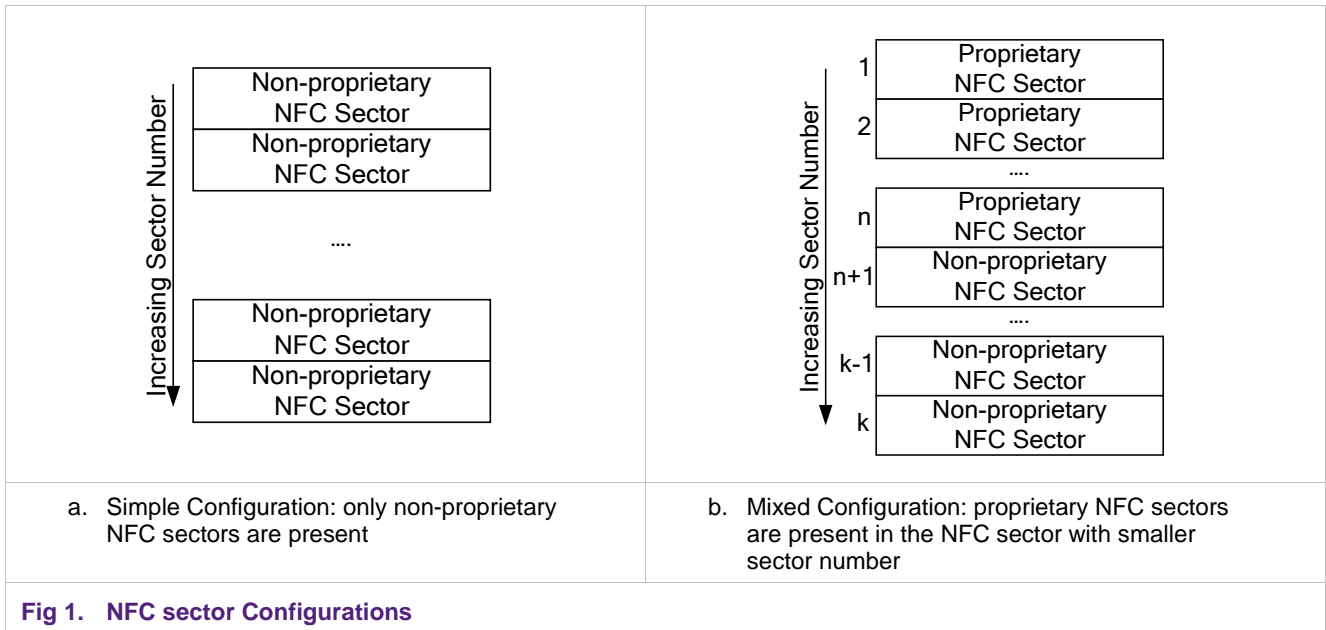 Increasing Sector Number
Non-proprietary
NFC Sector
Non-proprietary
NFC Sector
....
Non-proprietary
NFC Sector
Non-proprietary
NFC Sector
Increasing Sector Number
1
Proprietary
NFC Sector
2
Proprietary
NFC Sector
....
n
Proprietary
NFC Sector
n+1
Non-proprietary
NFC Sector
....
k-1
Non-proprietary
NFC Sector
k
Non-proprietary
NFC Sector
a. Simple Configuration: only non-proprietary
NFC sectors are present
b. Mixed Configuration: proprietary NFC sectors
are present in the NFC sector with smaller
sector number
Fig 1. NFC sector Configurations